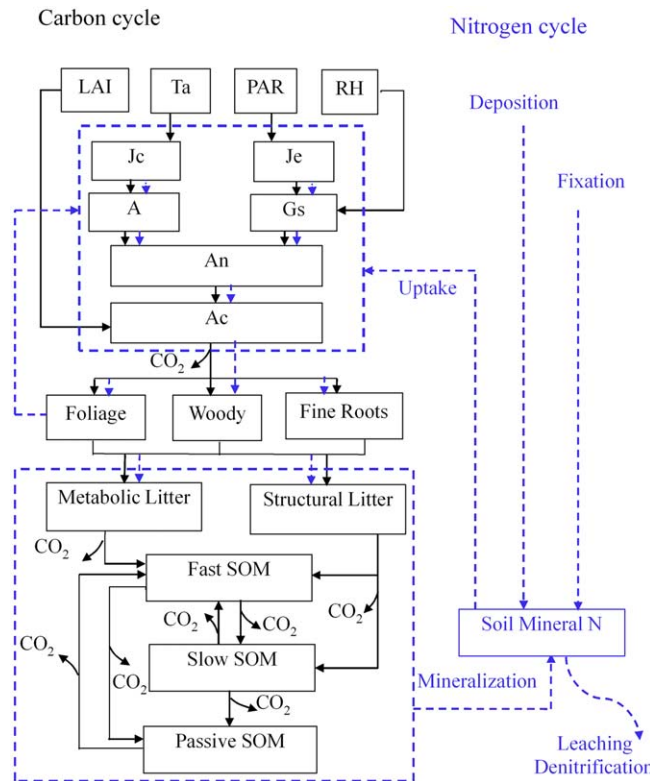 Carbon cycle
Nitrogen cycle
LAI
Ta
PAR
RH
Deposition
Jc
Je
Fixation
A
Gs
An
Uptake
Ac
CO2
Foliage
Woody
Fine Roots
Metabolic Litter
Structural Litter
CO2
Fast SOM
CO2
CO2
CO2
Soil Mineral N
CO2
Slow SOM
CO2
Mineralization
CO2
Passive SOM
Leaching
Denitrification